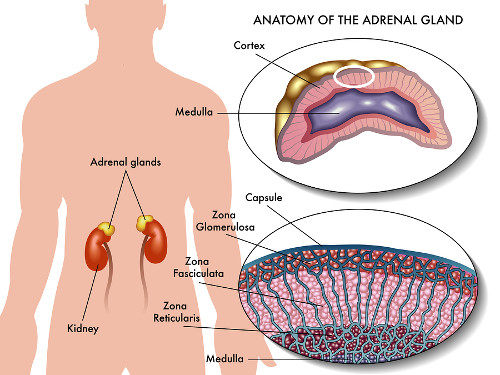 ANATOMY OF THE ADRENAL GLAND
Cortex
Medulla
Adrenal glands
Capsule
Zona
Glomerulosa
Zona
Fasciculata
Zona
Reticularis
Kidney
Medulla